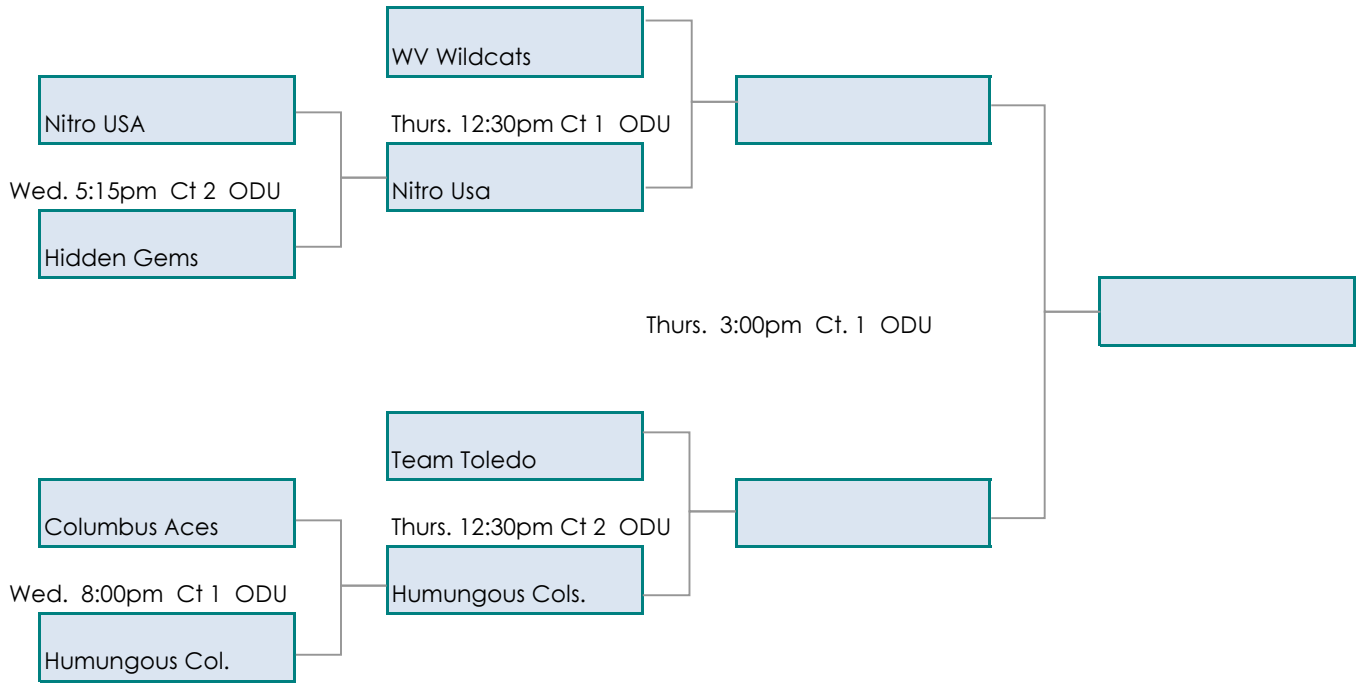 WV Wildcats
Nitro USA
Thurs. 12:30pm Ct 1 ODU
Wed. 5:15pm Ct 2 ODU
Nitro Usa
Hidden Gems
Thurs. 3:00pm Ct. 1 ODU
Team Toledo
Columbus Aces
Thurs. 12:30pm Ct 2 ODU
Wed. 8:00pm Ct 1 ODU
Humungous Cols.
Humungous Col.